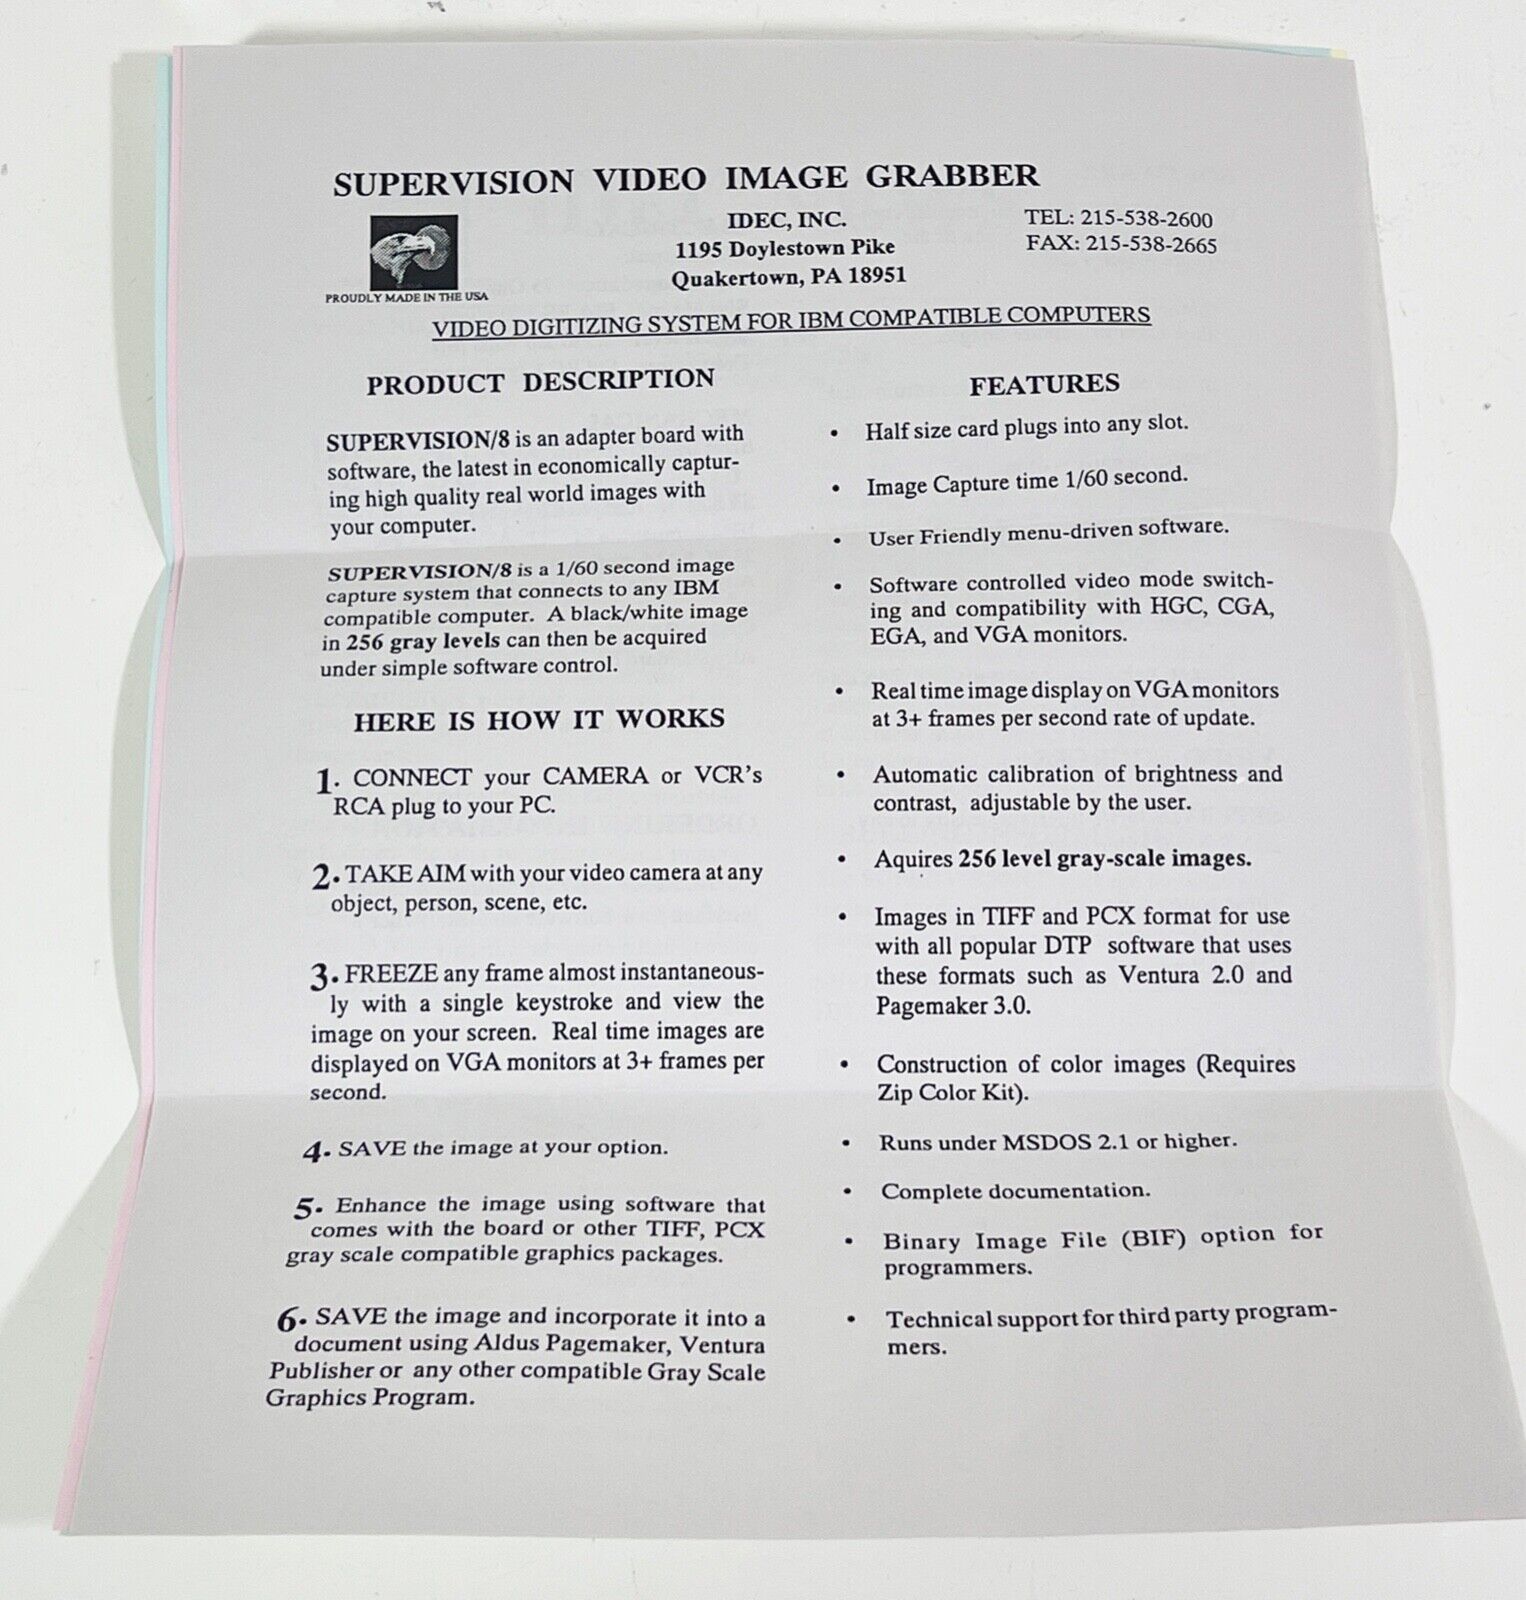 SUPERVISION VIDEO IMAGE GRABBER
PROUDLY MADE IN THE USA
IDEC, INC.
1195 Doylestown Pike
Quakertown, PA 18951
TEL: 215-538-2600
FAX: 215-538-2665
VIDEO DIGITIZING SYSTEM FOR IBM COMPATIBLE COMPUTERS
PRODUCT DESCRIPTION
SUPERVISION/8 is an adapter board with
software, the latest in economically captur-
ing high quality real world images with
your computer.
SUPERVISION/8 is a 1/60 second image
capture system that connects to any IBM
compatible computer. A black/white image
in 256 gray levels can then be acquired
under simple software control.
HERE IS HOW IT WORKS
1. CONNECT your CAMERA or VCR's
RCA plug to your PC.
2. TAKE AIM with your video camera at any
object, person, scene, etc.
3. FREEZE any frame almost instantaneous-
ly with a single keystroke and view the
image on your screen. Real time images are
displayed on VGA monitors at 3+ frames per
second.
4. SAVE the image at your option.
5. Enhance the image using software that
comes with the board or other TIFF, PCX
gray scale compatible graphics packages.
6. SAVE the image and incorporate it into a
document using Aldus Pagemaker, Ventura
Publisher or any other compatible Gray Scale
Graphics Program.
FEATURES
• Half size card plugs into any slot.
• Image Capture time 1/60 second.
• User Friendly menu-driven software.
• Software controlled video mode switch-
ing and compatibility with HGC, CGA,
EGA, and VGA monitors.
• Real time image display on VGA monitors
at 3+ frames per second rate of update.
• Automatic calibration of brightness and
contrast, adjustable by the user.
• Aquires 256 level gray-scale images.
• Images in TIFF and PCX format for use
with all popular DTP software that uses
these formats such as Ventura 2.0 and
Pagemaker 3.0.
• Construction of color images (Requires
Zip Color Kit).
• Runs under MSDOS 2.1 or higher.
• Complete documentation.
• Binary Image File (BIF) option for
programmers.
• Technical support for third party program-
mers.